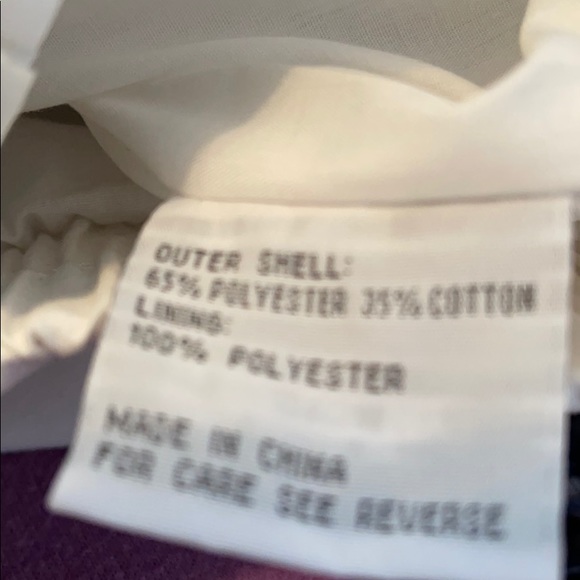 OUTER SHELL:
65% POLYESTER 35% COTTON
LINING:
100% POLYESTER
MADE IN CHINA
FOR CARE SEE REVERSE